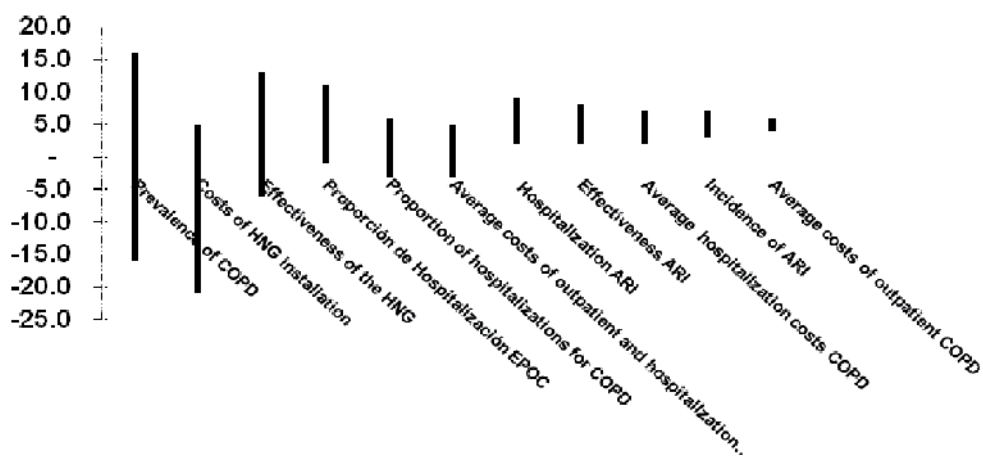 20.0
15.0
10.0
5.0
-
-5.0
-10.0
-15.0
-20.0
-25.0
Prevalence of COPD
Costs of HNG installation
Effectiveness of the HNG
Proporción de Hospitalización EPOC
Proportion of hospitalizations for COPD
Average costs of outpatient and hospitalization...
Hospitalization ARI
Effectiveness ARI
Average hospitalization costs COPD
Incidence of ARI
Average costs of outpatient COPD